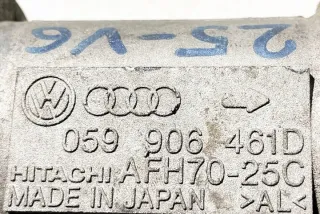 25-V6
059 906 461D
HITACHI AFH70-25C
MADE IN JAPAN >AL<